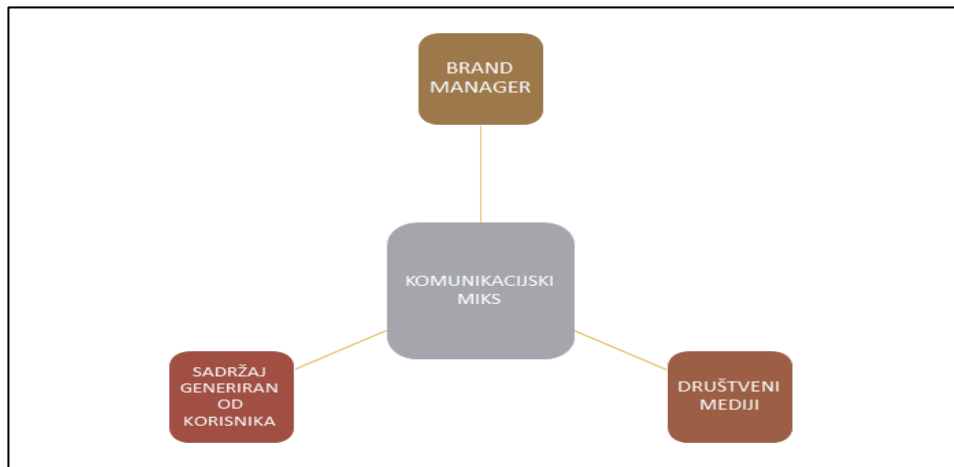 BRAND
MANAGER
KOMUNIKACIJSKI
MIKS
SADRŽAJ
GENERIRAN
OD
KORISNIKA
DRUŠTVENI
MEDIJI